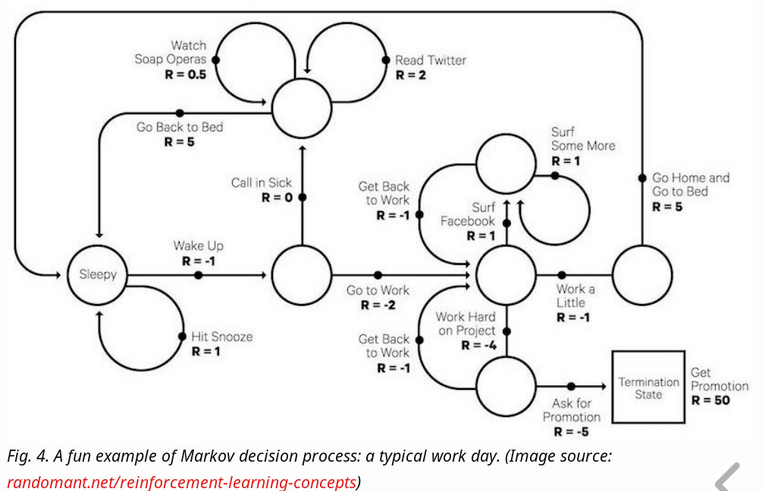 Watch
Soap Operas
R = 0.5
Read Twitter
R = 2
Go Back to Bed
R = 5
Call in Sick
R = 0
Surf
Some More
R = 1
Get Back
to Work
R = -1
Surf
Facebook
R = 1
Go Home and
Go to Bed
R = 5
Sleepy
Wake Up
R = -1
Go to Work
R = -2
Work a
Little
R = -1
Hit Snooze
R = 1
Get Back
to Work
R = -1
Work Hard
on Project
R = -4
Ask for
Promotion
R = -5
Termination
State
Get
Promotion
R = 50
Fig. 4. A fun example of Markov decision process: a typical work day. (Image source:
randomant.net/reinforcement-learning-concepts)